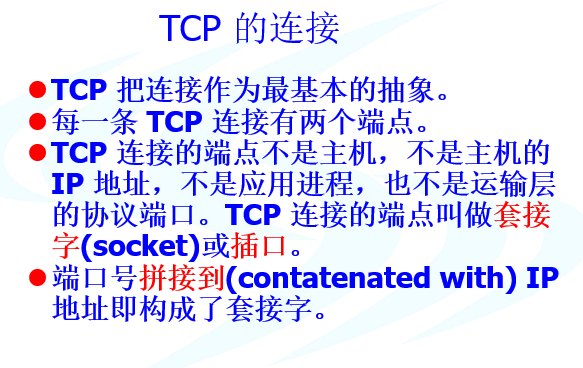 TCP 的连接
●TCP 把连接作为最基本的抽象。
●每一条 TCP 连接有两个端点。
●TCP 连接的端点不是主机，不是主机的
IP 地址，不是应用进程，也不是运输层
的协议端口。TCP 连接的端点叫做套接
字(socket)或插口。
●端口号拼接到(contatenated with) IP
地址即构成了套接字。